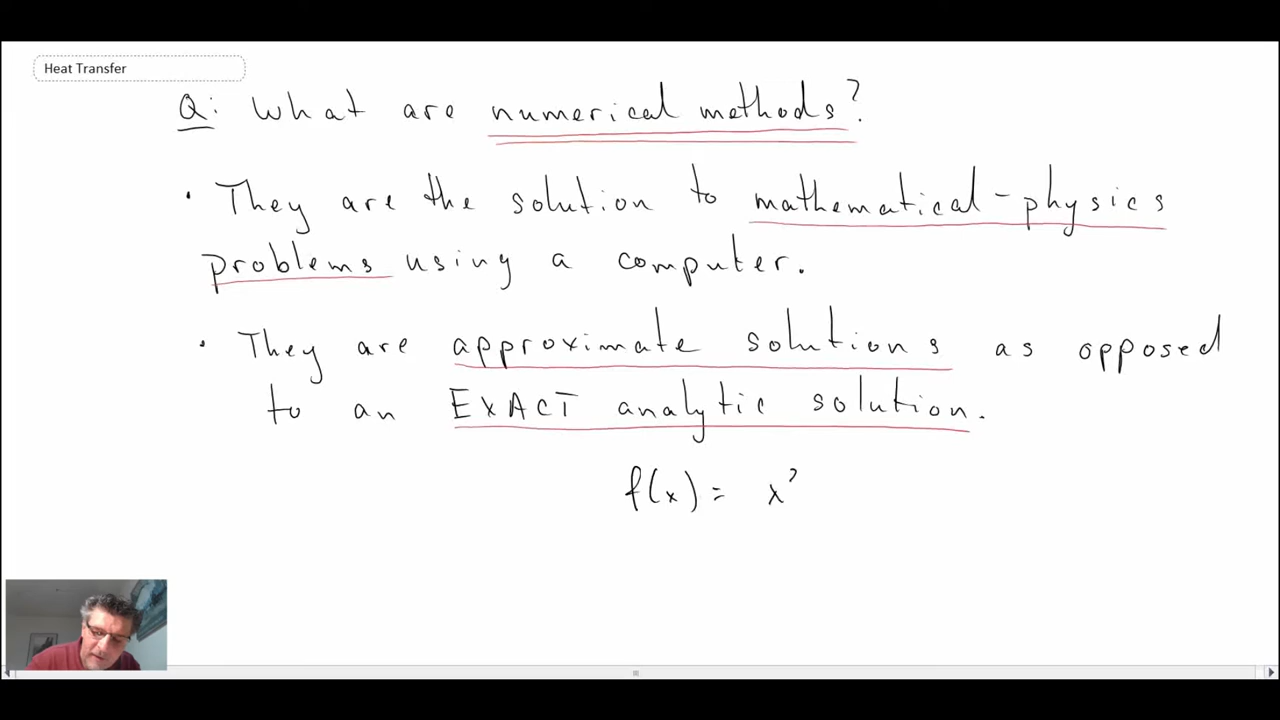 Heat Transfer
Q: What are numerical methods?
• They are the solution to mathematical-physics
problems using a computer.
• They are approximate solutions as opposed
to an EXACT analytic solution.
f(x) = x²